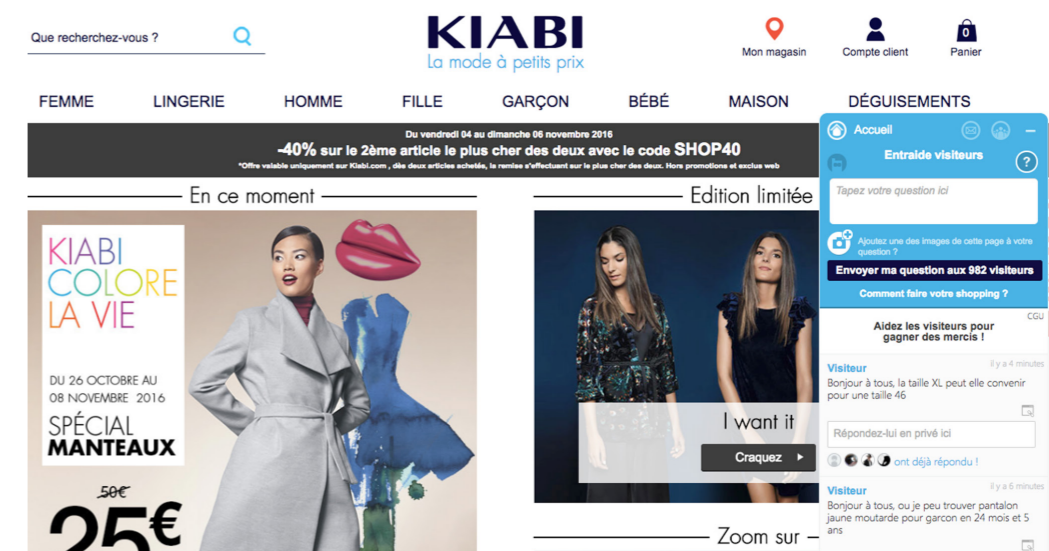 Que recherchez-vous ?
KIABI
La mode à petits prix
Mon magasin
Compte client
0
Panier
FEMME
LINGERIE
HOMME
FILLE
GARÇON
BÉBÉ
MAISON
DÉGUISEMENTS
Du vendredi 04 au dimanche 06 novembre 2016
-40% sur le 2ème article le plus cher des deux avec le code SHOP40
*Offre valable uniquement sur Kiabi.com , dès deux articles achetés, la remise s'effectuant sur le plus cher des deux. Hors promotions et exclus web
En ce moment
KIABI
COLORE
LA VIE
DU 26 OCTOBRE AU
08 NOVEMBRE 2016
SPÉCIAL
MANTEAUX
50€
25€
Edition limitée
I want it
Craquez
Zoom sur
Accueil
Entraide visiteurs
?
Tapez votre question ici
Ajoutez une des images de cette page à votre
question ?
Envoyer ma question aux 982 visiteurs
Comment faire votre shopping ?
CGU
Aidez les visiteurs pour
gagner des mercis !
Visiteur
il y a 4 minutes
Bonjour à tous, la taille XL peut elle convenir
pour une taille 46
Répondez-lui en privé ici
ont déjà répondu !
Visiteur
il y a 6 minutes
Bonjour à tous, ou je peu trouver pantalon
jaune moutarde pour garcon en 24 mois et 5
ans